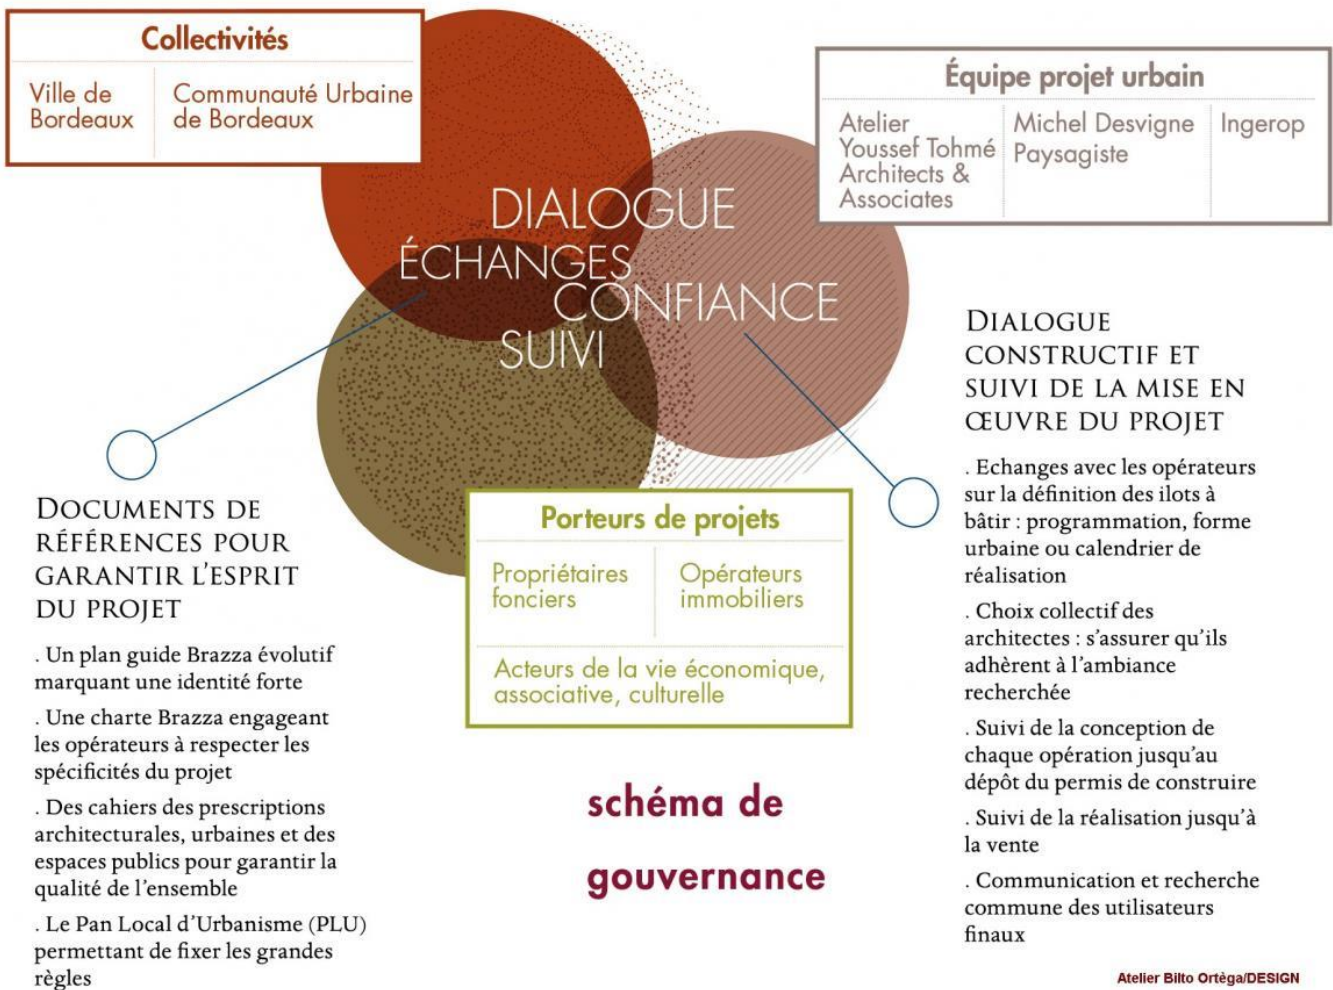 Collectivités
Ville de
Bordeaux
Communauté Urbaine
de Bordeaux
Équipe projet urbain
Atelier
Youssef Tohmé
Architects &
Associates
Michel Desvigne
Paysagiste
Ingerop
DIALOGUE
ÉCHANGES
CONFIANCE
SUIVI
DOCUMENTS DE
RÉFÉRENCES POUR
GARANTIR L'ESPRIT
DU PROJET
. Un plan guide Brazza évolutif
marquant une identité forte
. Une charte Brazza engageant
les opérateurs à respecter les
spécificités du projet
. Des cahiers des prescriptions
architecturales, urbaines et des
espaces publics pour garantir la
qualité de l'ensemble
. Le Pan Local d'Urbanisme (PLU)
permettant de fixer les grandes
règles
Porteurs de projets
Propriétaires
fonciers
Opérateurs
immobiliers
Acteurs de la vie économique,
associative, culturelle
schéma de
gouvernance
DIALOGUE
CONSTRUCTIF ET
SUIVI DE LA MISE EN
ŒUVRE DU PROJET
. Echanges avec les opérateurs
sur la définition des ilots à
bâtir : programmation, forme
urbaine ou calendrier de
réalisation
. Choix collectif des
architectes : s'assurer qu'ils
adhèrent à l'ambiance
recherchée
. Suivi de la conception de
chaque opération jusqu'au
dépôt du permis de construire
. Suivi de la réalisation jusqu'à
la vente
. Communication et recherche
commune des utilisateurs
finaux
Atelier Bilto Ortèga/DESIGN